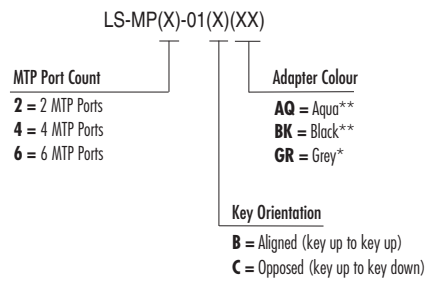 LS-MP(X)-01(X)(XX)
MTP Port Count
2 = 2 MTP Ports
4 = 4 MTP Ports
6 = 6 MTP Ports
Adapter Colour
AQ = Aqua**
BK = Black**
GR = Grey*
Key Orientation
B = Aligned (key up to key up)
C = Opposed (key up to key down)